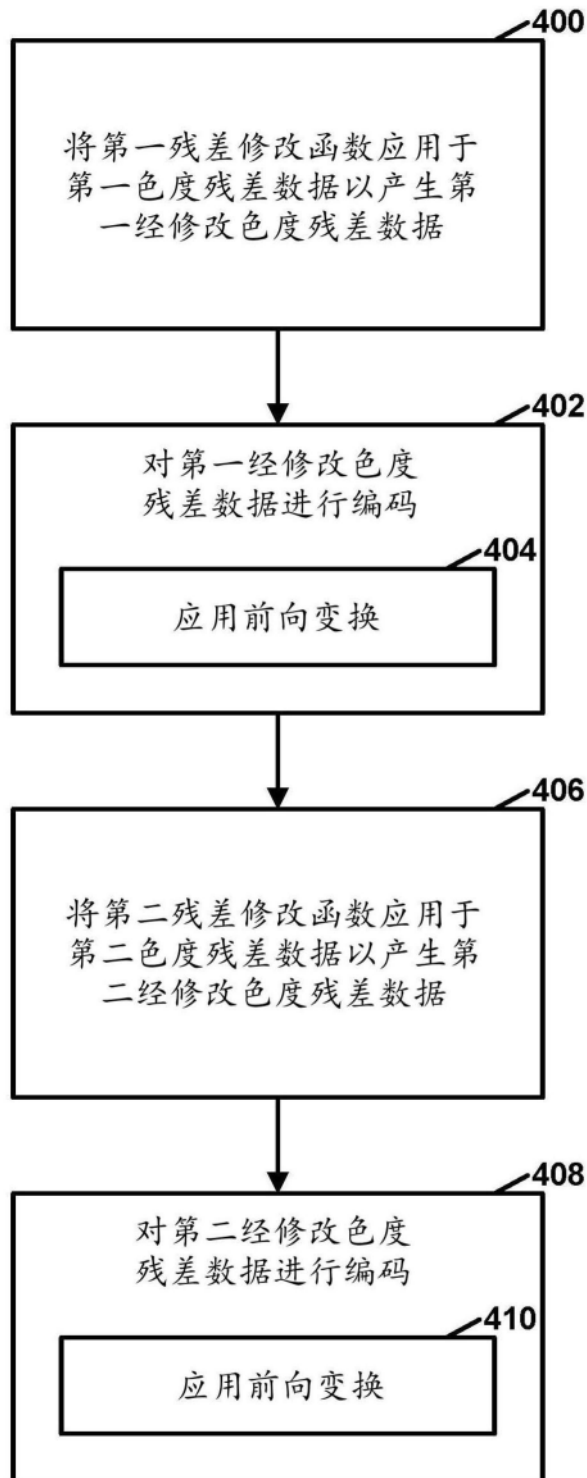 400
将第一残差修改函数应用于
第一色度残差数据以产生第
一经修改色度残差数据
402
对第一经修改色度
残差数据进行编码
404
应用前向变换
406
将第二残差修改函数应用于
第二色度残差数据以产生第
二经修改色度残差数据
408
对第二经修改色度
残差数据进行编码
410
应用前向变换